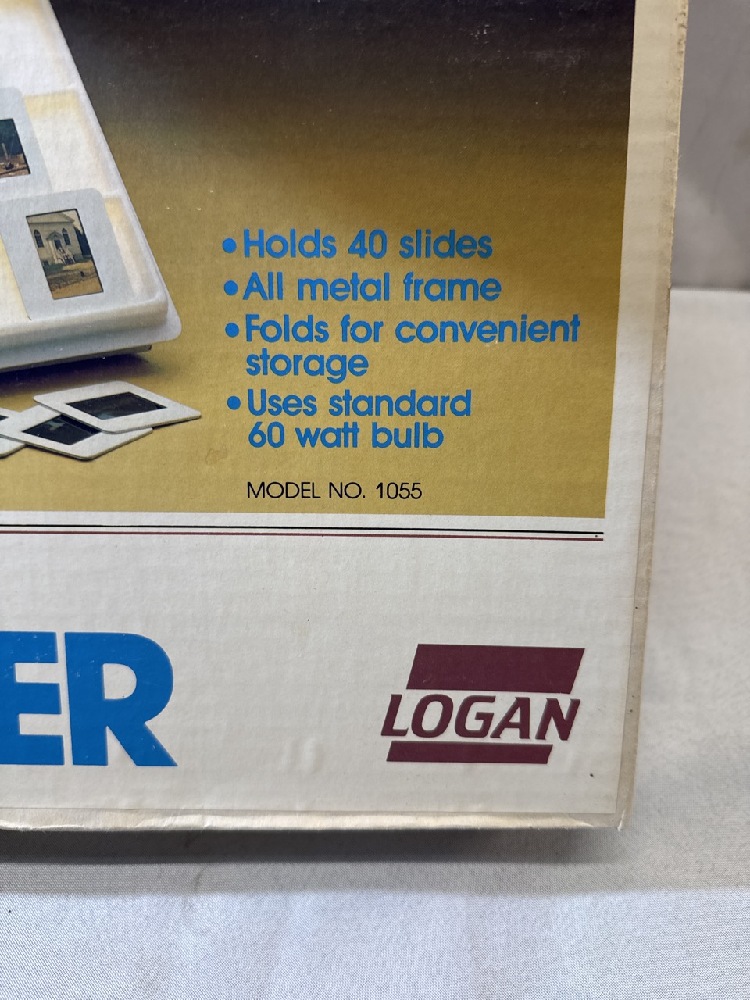 •Holds 40 slides
•All metal frame
•Folds for convenient
storage
•Uses standard
60 watt bulb
MODEL NO. 1055
ER
LOGAN